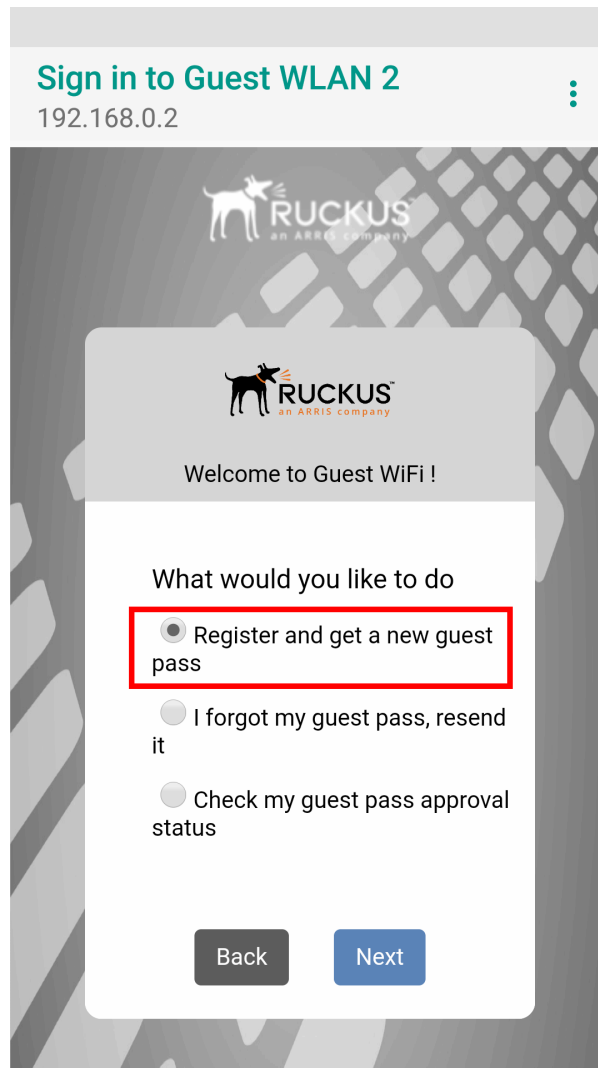 Sign in to Guest WLAN 2
192.168.0.2
RUCKUS
an ARRIS company
RUCKUS™
an ARRIS company
Welcome to Guest WiFi !
What would you like to do
Register and get a new guest
pass
I forgot my guest pass, resend
it
Check my guest pass approval
status
Back
Next